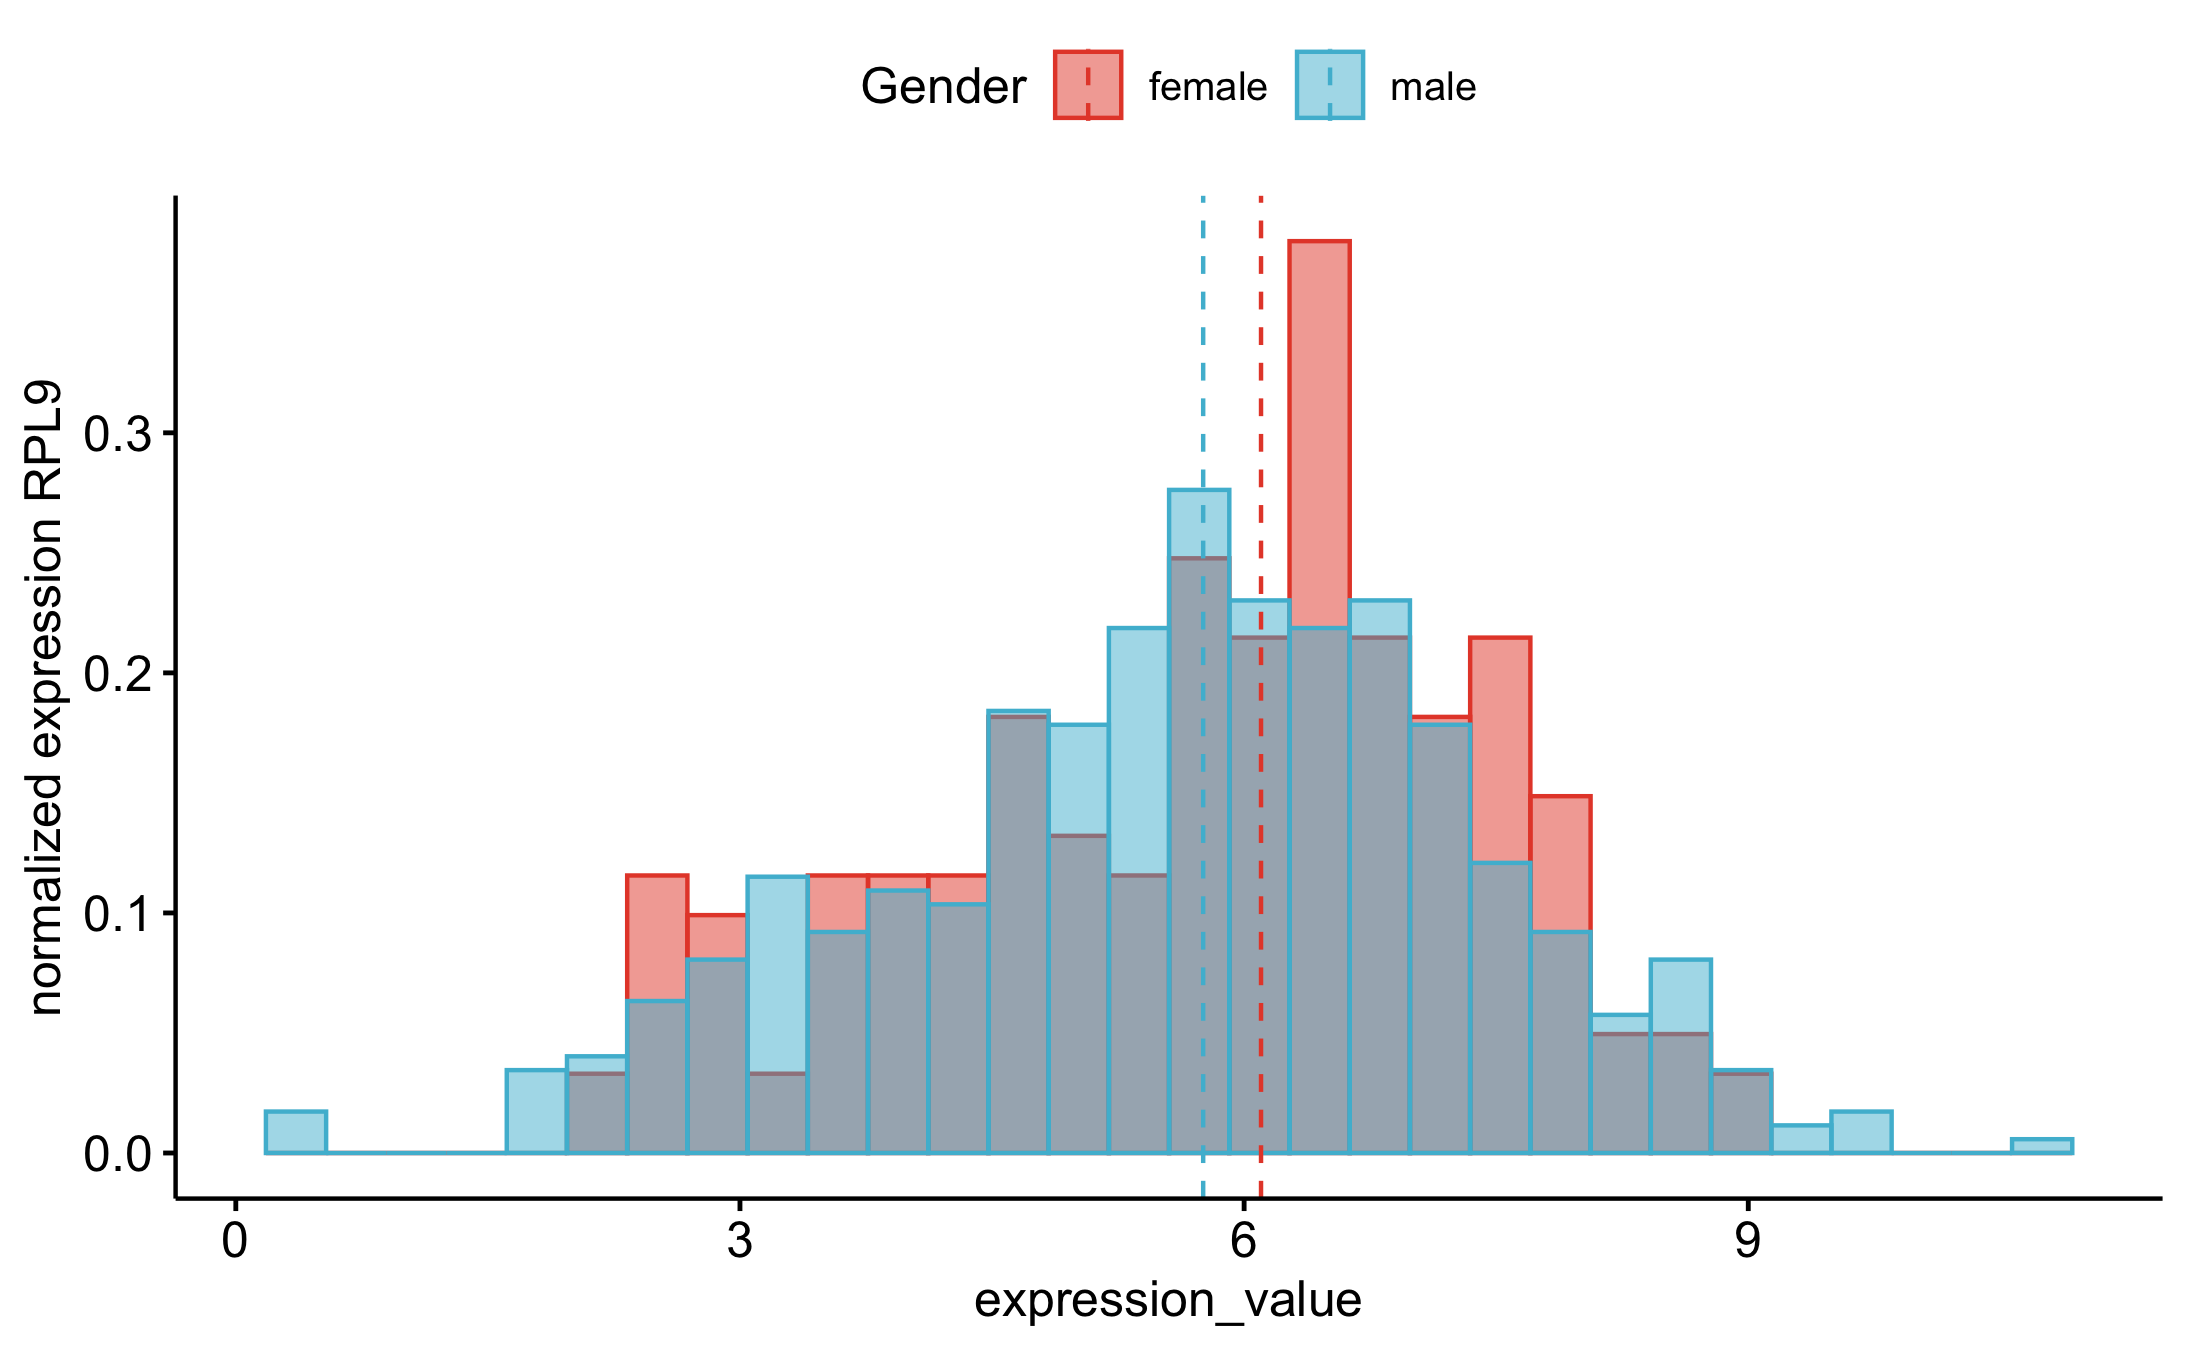 Gender female male
normalized expression RPL9
0.3
0.2
0.1
0.0
0 3 6 9
expression_value